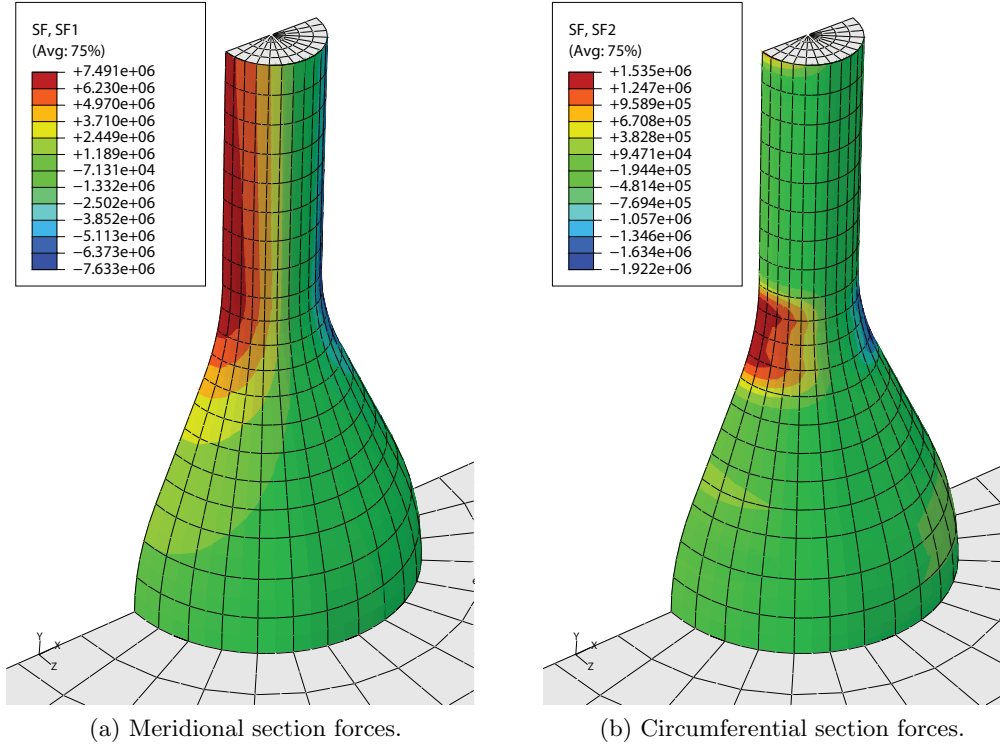 SF, SF1
(Avg: 75%)
+7.491e+06
+6.230e+06
+4.970e+06
+3.710e+06
+2.449e+06
+1.189e+06
−7.131e+04
−1.332e+06
−2.502e+06
−3.852e+06
−5.113e+06
−6.373e+06
−7.633e+06
Y
X
Z
(a) Meridional section forces.
SF, SF2
(Avg: 75%)
+1.535e+06
+1.247e+06
+9.589e+05
+6.708e+05
+3.828e+05
+9.471e+04
−1.944e+05
−4.814e+05
−7.694e+05
−1.057e+06
−1.346e+06
−1.634e+06
−1.922e+06
Y
X
Z
(b) Circumferential section forces.